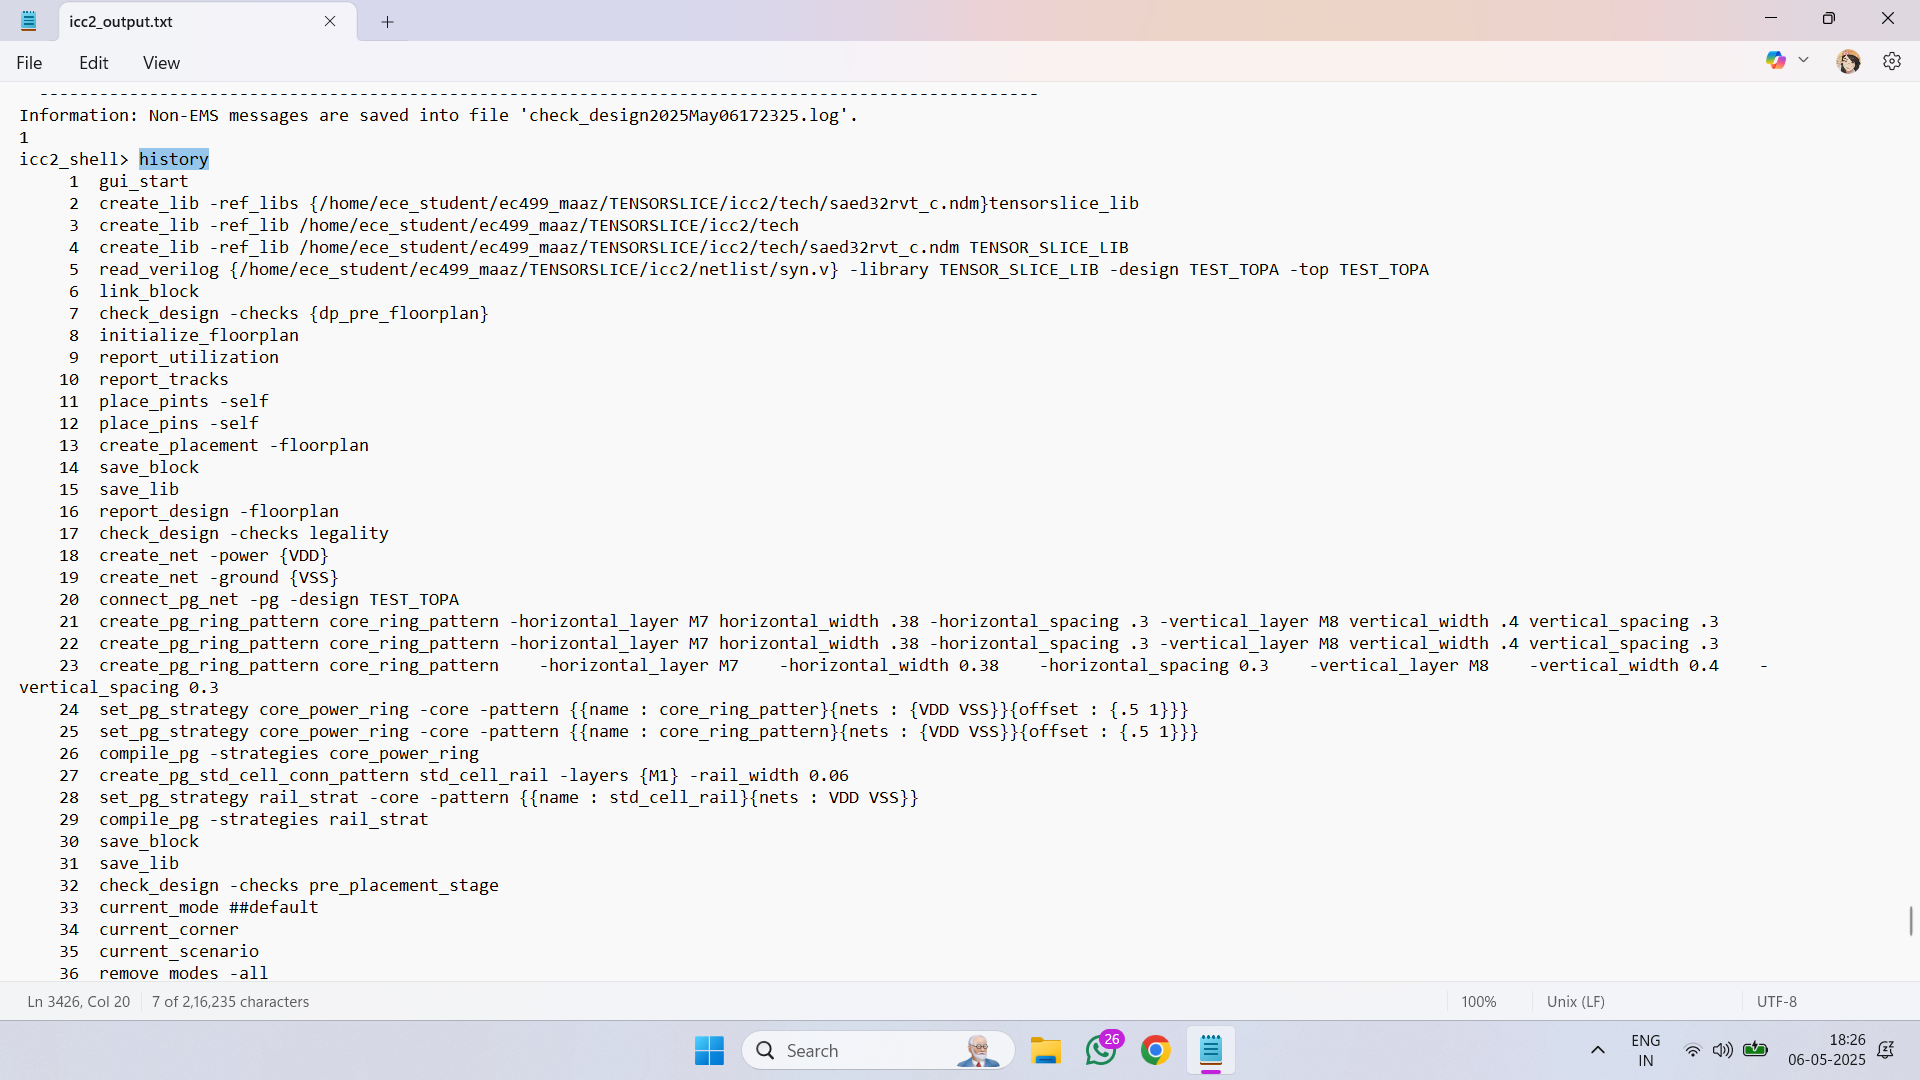 icc2_output.txt
File Edit View
----------------------------------------------------------------------------------------------------
Information: Non-EMS messages are saved into file 'check_design2025May06172325.log'.
1
icc2_shell> history
1 gui_start
2 create_lib -ref_libs {/home/ece_student/ec499_maaz/TENSORSLICE/icc2/tech/saed32rvt_c.ndm}tensorslice_lib
3 create_lib -ref_lib /home/ece_student/ec499_maaz/TENSORSLICE/icc2/tech
4 create_lib -ref_lib /home/ece_student/ec499_maaz/TENSORSLICE/icc2/tech/saed32rvt_c.ndm TENSOR_SLICE_LIB
5 read_verilog {/home/ece_student/ec499_maaz/TENSORSLICE/icc2/netlist/syn.v} -library TENSOR_SLICE_LIB -design TEST_TOPA -top TEST_TOPA
6 link_block
7 check_design -checks {dp_pre_floorplan}
8 initialize_floorplan
9 report_utilization
10 report_tracks
11 place_pints -self
12 place_pins -self
13 create_placement -floorplan
14 save_block
15 save_lib
16 report_design -floorplan
17 check_design -checks legality
18 create_net -power {VDD}
19 create_net -ground {VSS}
20 connect_pg_net -pg -design TEST_TOPA
21 create_pg_ring_pattern core_ring_pattern -horizontal_layer M7 horizontal_width .38 -horizontal_spacing .3 -vertical_layer M8 vertical_width .4 vertical_spacing .3
22 create_pg_ring_pattern core_ring_pattern -horizontal_layer M7 horizontal_width .38 -horizontal_spacing .3 -vertical_layer M8 vertical_width .4 vertical_spacing .3
23 create_pg_ring_pattern core_ring_pattern    -horizontal_layer M7    -horizontal_width 0.38    -horizontal_spacing 0.3    -vertical_layer M8    -vertical_width 0.4    -
vertical_spacing 0.3
24 set_pg_strategy core_power_ring -core -pattern {{name : core_ring_patter}{nets : {VDD VSS}}{offset : {.5 1}}}
25 set_pg_strategy core_power_ring -core -pattern {{name : core_ring_pattern}{nets : {VDD VSS}}{offset : {.5 1}}}
26 compile_pg -strategies core_power_ring
27 create_pg_std_cell_conn_pattern std_cell_rail -layers {M1} -rail_width 0.06
28 set_pg_strategy rail_strat -core -pattern {{name : std_cell_rail}{nets : VDD VSS}}
29 compile_pg -strategies rail_strat
30 save_block
31 save_lib
32 check_design -checks pre_placement_stage
33 current_mode ##default
34 current_corner
35 current_scenario
36 remove_modes -all
Ln 3426, Col 20 7 of 2,16,235 characters 100% Unix (LF) UTF-8
Search 26 ENG IN 18:26 06-05-2025